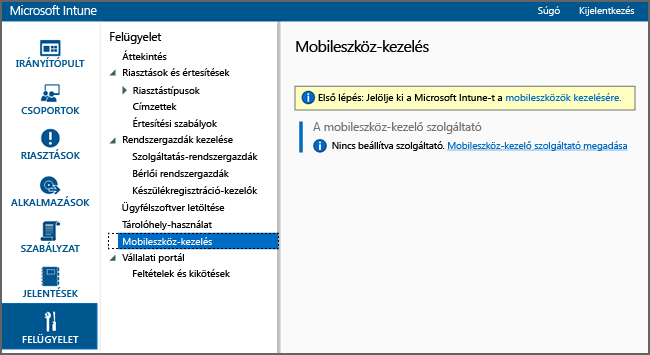 Microsoft Intune
Súgó
Kijelentkezés
IRÁNYÍTÓPULT
CSOPORTOK
RIASZTÁSOK
ALKALMAZÁSOK
SZABÁLYZAT
JELENTÉSEK
FELÜGYELET
Felügyelet
Áttekintés
Riasztások és értesítések
Riasztástípusok
Címzettek
Értesítési szabályok
Rendszergazdák kezelése
Szolgáltatás-rendszergazdák
Bérlői rendszergazdák
Készülékregisztráció-kezelők
Ügyfélszoftver letöltése
Tárolóhely-használat
Mobileszköz-kezelés
Vállalati portál
Feltételek és kikötések
Mobileszköz-kezelés
Első lépés: Jelölje ki a Microsoft Intune-t a mobileszközök kezelésére.
A mobileszköz-kezelő szolgáltató
Nincs beállítva szolgáltató. Mobileszköz-kezelő szolgáltató megadása